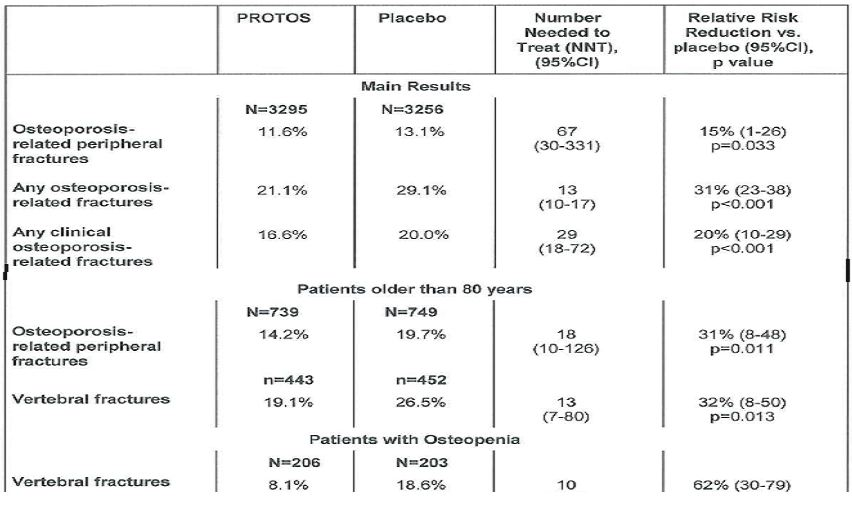 PROTOS Placebo Number Needed to Treat (NNT), (95%CI) Relative Risk Reduction vs. placebo (95%CI), p value
Main Results
N=3295 N=3256
Osteoporosis- 11.6% 13.1% 67 15% (1-26)
related peripheral (30-331) p=0.033
fractures
Any osteoporosis- 21.1% 29.1% 13 31% (23-38)
related fractures (10-17) p<0.001
Any clinical 16.6% 20.0% 29 20% (10-29)
osteoporosis- (18-72) p<0.001
related fractures
Patients older than 80 years
N=739 N=749
Osteoporosis- 14.2% 19.7% 18 31% (8-48)
related peripheral (10-126) p=0.011
fractures
n=443 n=452
Vertebral fractures 19.1% 26.5% 13 32% (8-50)
(7-80) p=0.013
Patients with Osteopenia
N=206 N=203
Vertebral fractures 8.1% 18.6% 10 62% (30-79)